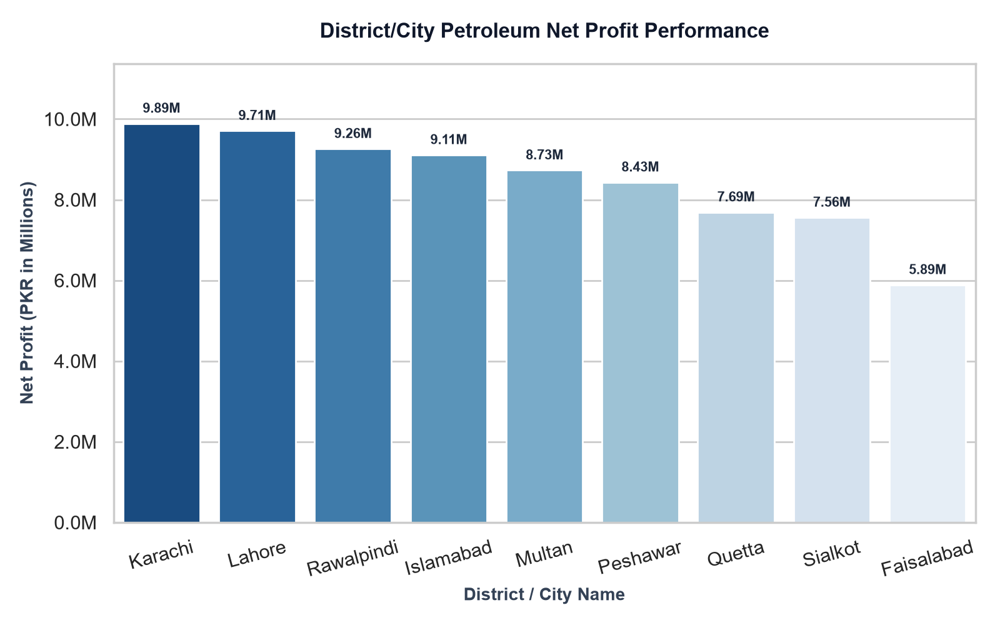 District/City Petroleum Net Profit Performance
Net Profit (PKR in Millions)
10.0M
8.0M
6.0M
4.0M
2.0M
0.0M
9.89M
9.71M
9.26M
9.11M
8.73M
8.43M
7.69M
7.56M
5.89M
Karachi
Lahore
Rawalpindi
Islamabad
Multan
Peshawar
Quetta
Sialkot
Faisalabad
District / City Name